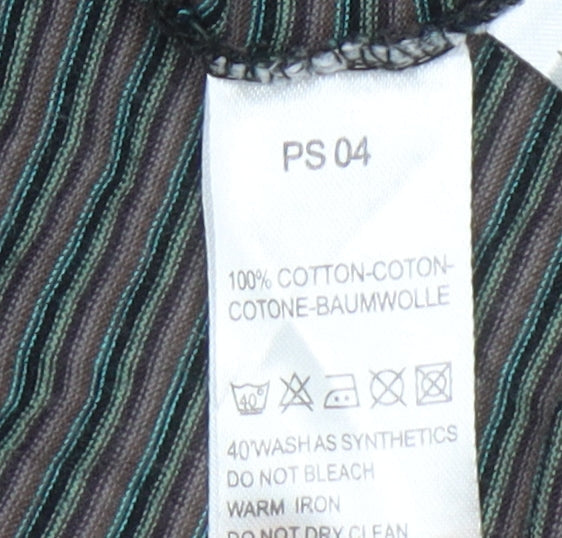 PS 04
100% COTTON-COTON-
COTONE-BAUMWOLLE
40°
40°WASH AS SYNTHETICS
DO NOT BLEACH
WARM IRON
DO NOT DRY CLEAN